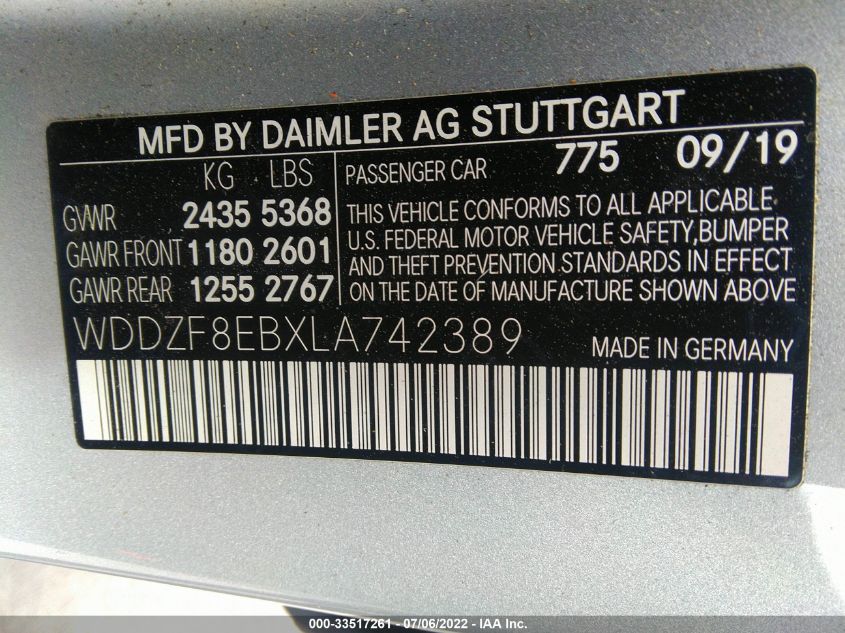 MFD BY DAIMLER AG STUTTGART
KG LBS
GVWR 2435 5368
GAWR FRONT 1180 2601
GAWR REAR 1255 2767
PASSENGER CAR 775 09/19
THIS VEHICLE CONFORMS TO ALL APPLICABLE
U.S. FEDERAL MOTOR VEHICLE SAFETY,BUMPER
AND THEFT PREVENTION STANDARDS IN EFFECT
ON THE DATE OF MANUFACTURE SHOWN ABOVE
WDDZF8EBXLA742389
MADE IN GERMANY
000-33517261 - 07/06/2022 - IAA Inc.